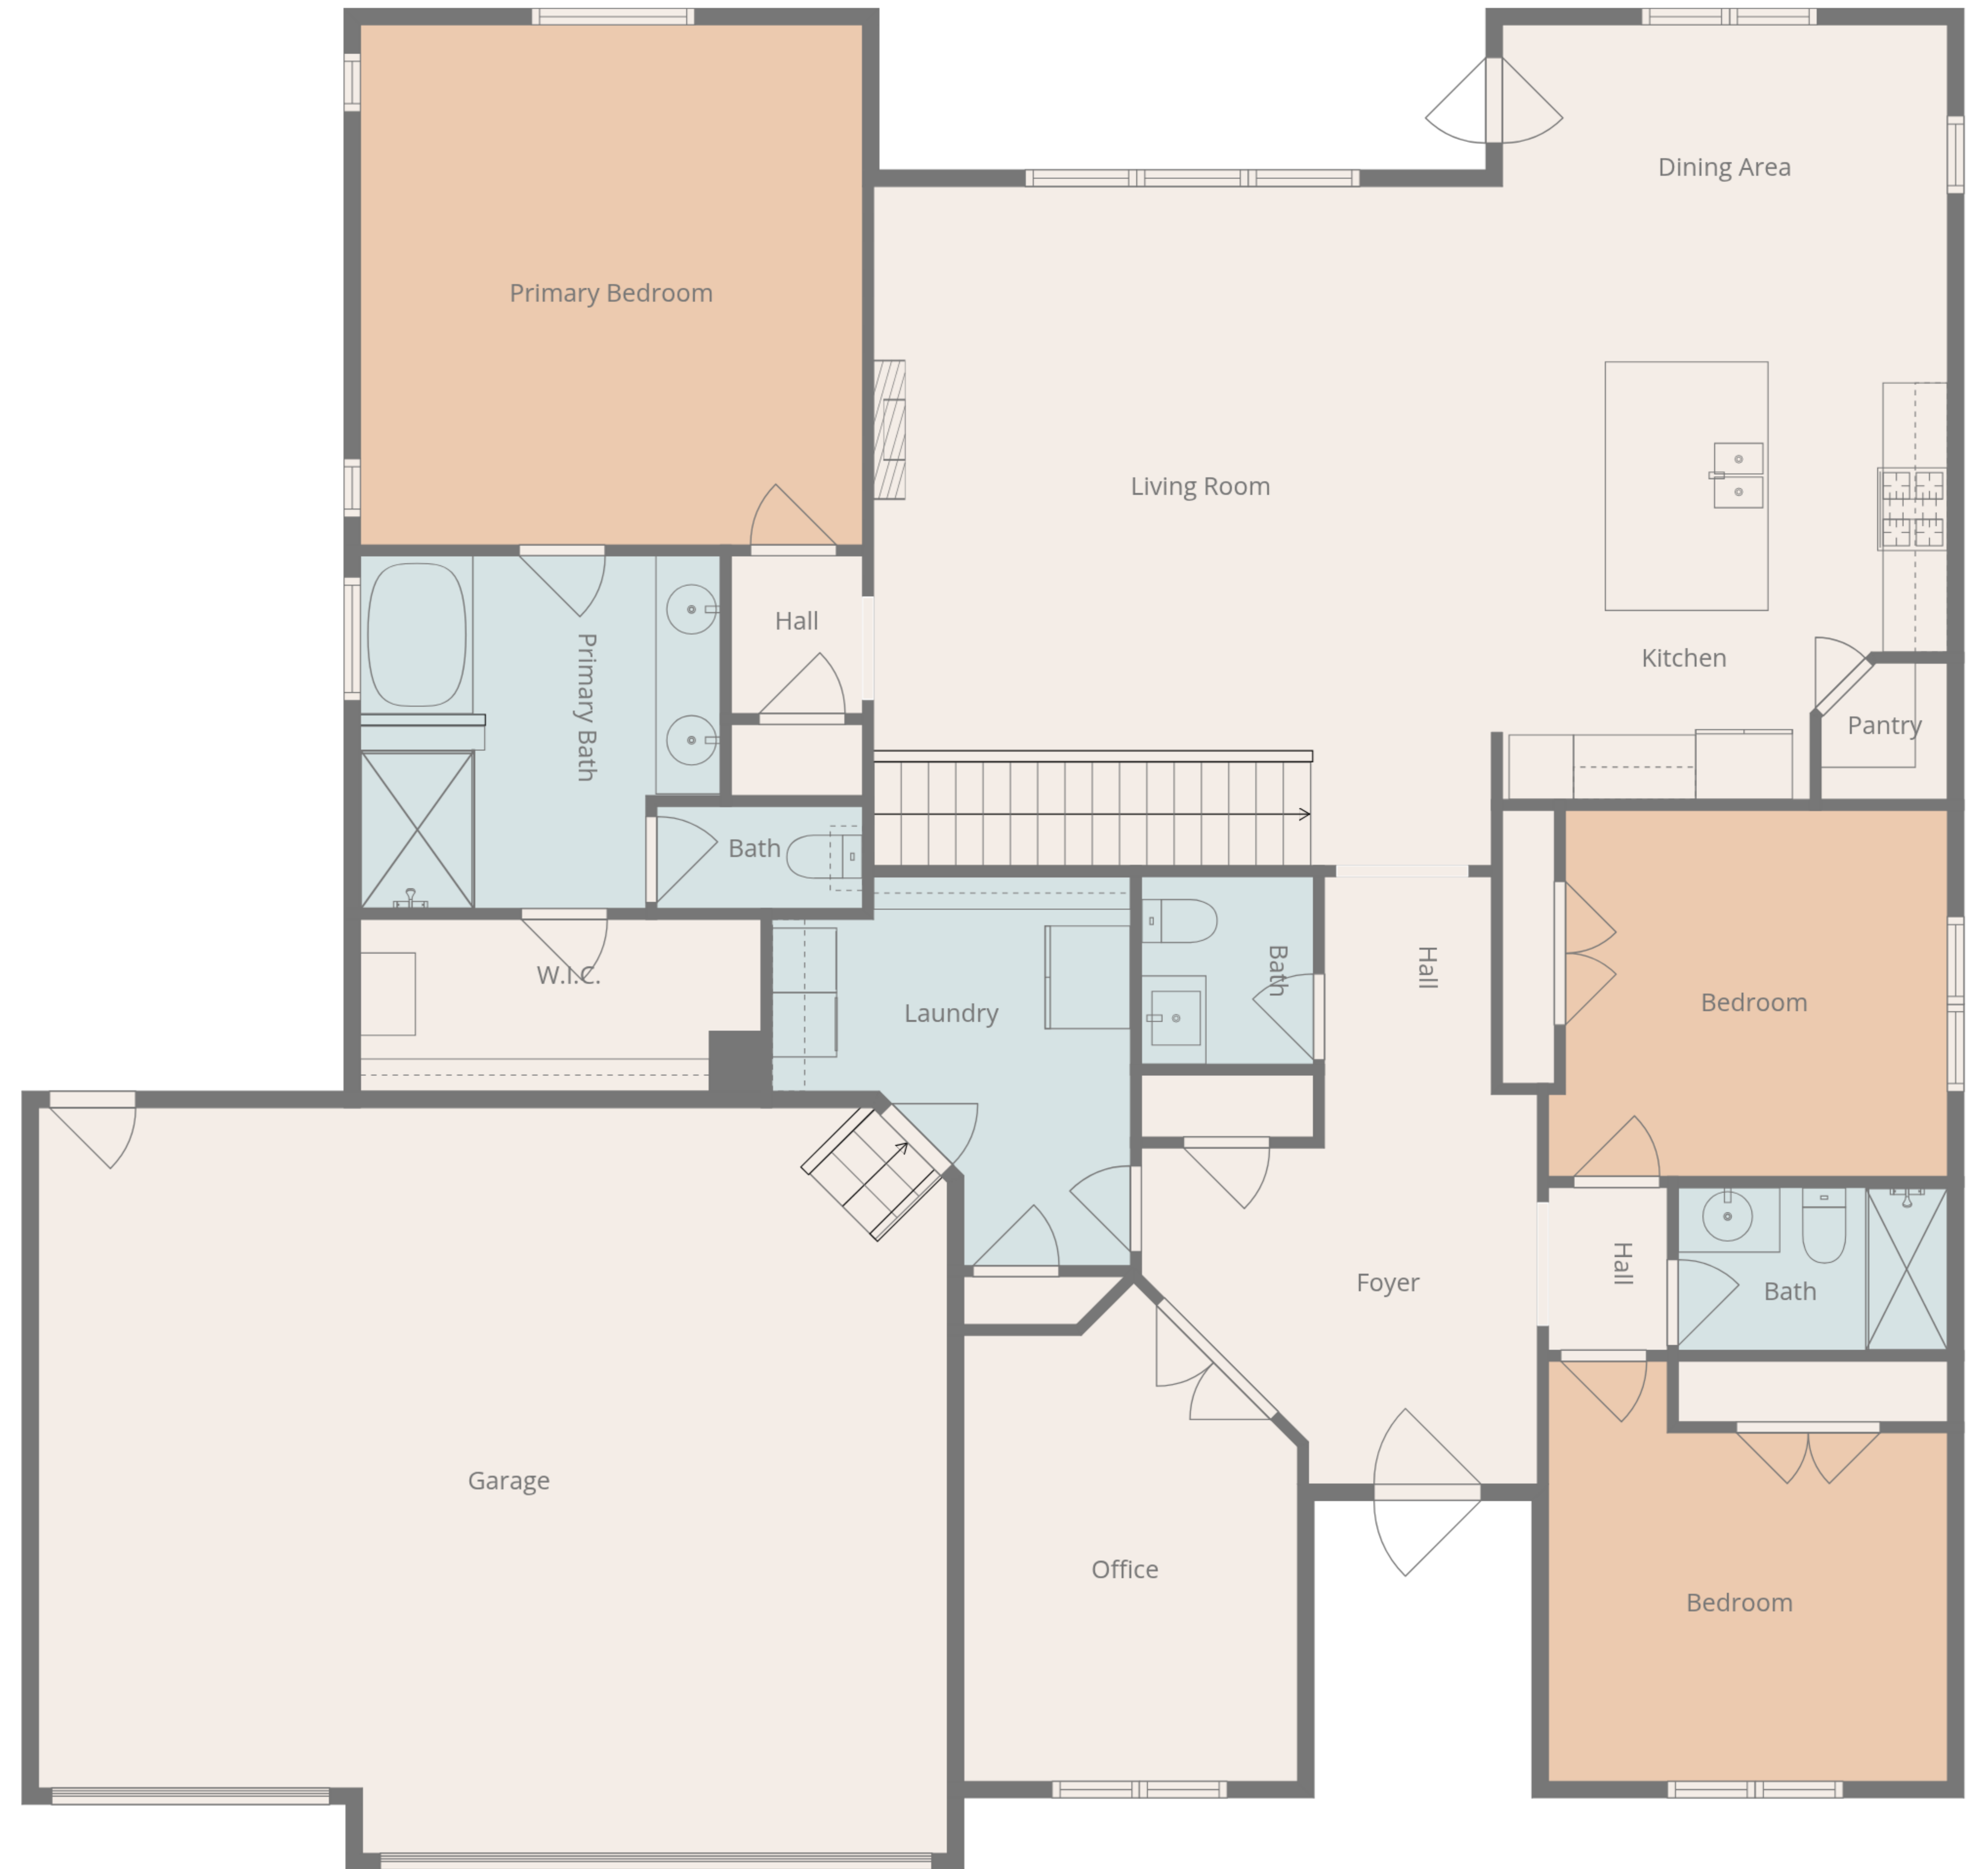 Dining Area
Primary Bedroom
Living Room
Hall
Kitchen
Primary Bath
Pantry
Bath
W.I.C.
Laundry
Bath
Hall
Bedroom
Foyer
Hall
Bath
Garage
Office
Bedroom